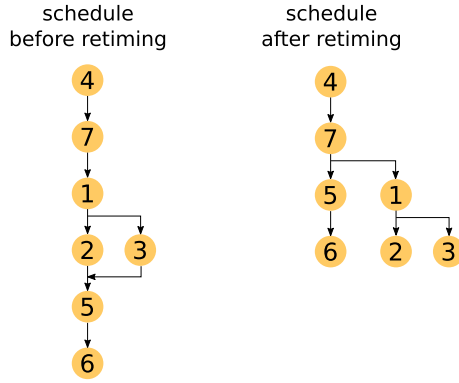 schedule
before retiming
4
7
1
2 3
5
6
schedule
after retiming
4
7
5 1
6 2 3